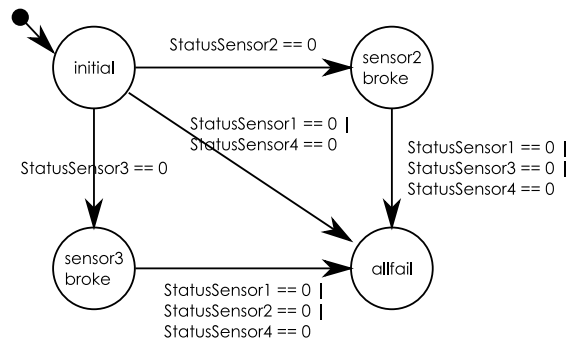 StatusSensor2 == 0
initial
sensor2
broke
StatusSensor1 == 0 |
StatusSensor4 == 0
StatusSensor1 == 0 |
StatusSensor3 == 0 |
StatusSensor4 == 0
StatusSensor3 == 0
sensor3
broke
allfail
StatusSensor1 == 0 |
StatusSensor2 == 0 |
StatusSensor4 == 0